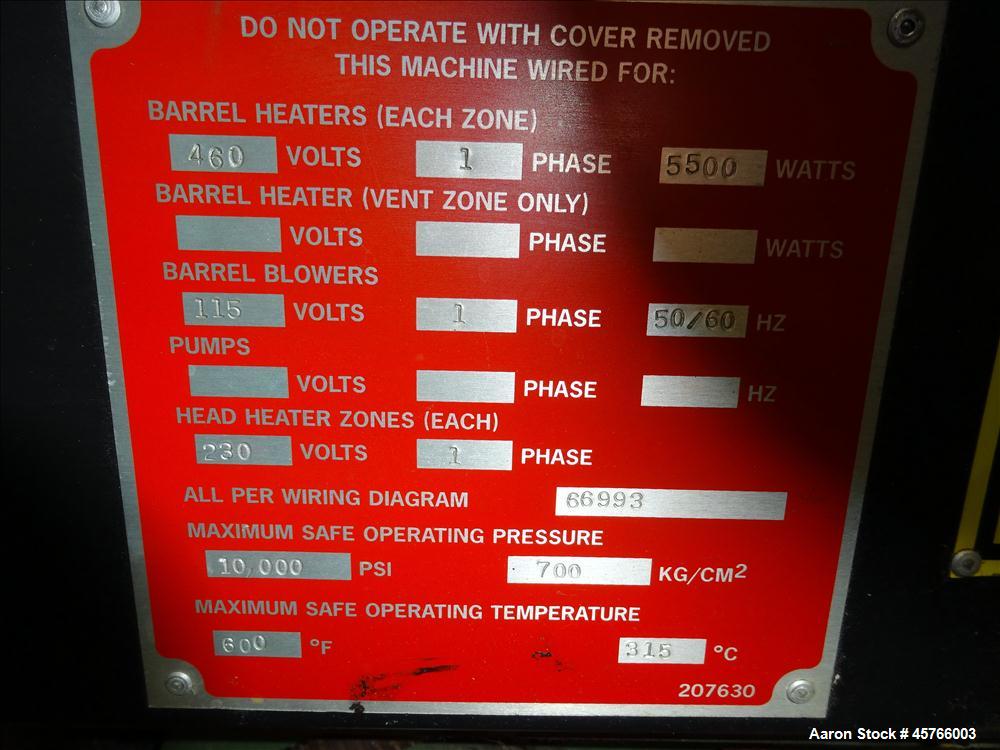 DO NOT OPERATE WITH COVER REMOVED
THIS MACHINE WIRED FOR:
BARREL HEATERS (EACH ZONE)
460 VOLTS 1 PHASE 5500 WATTS
BARREL HEATER (VENT ZONE ONLY)
VOLTS PHASE WATTS
BARREL BLOWERS
115 VOLTS 1 PHASE 50/60 HZ
PUMPS
VOLTS PHASE HZ
HEAD HEATER ZONES (EACH)
230 VOLTS 1 PHASE
ALL PER WIRING DIAGRAM 66993
MAXIMUM SAFE OPERATING PRESSURE
10,000 PSI 700 KG/CM2
MAXIMUM SAFE OPERATING TEMPERATURE
600 °F 315 °C
207630
Aaron Stock # 45766003